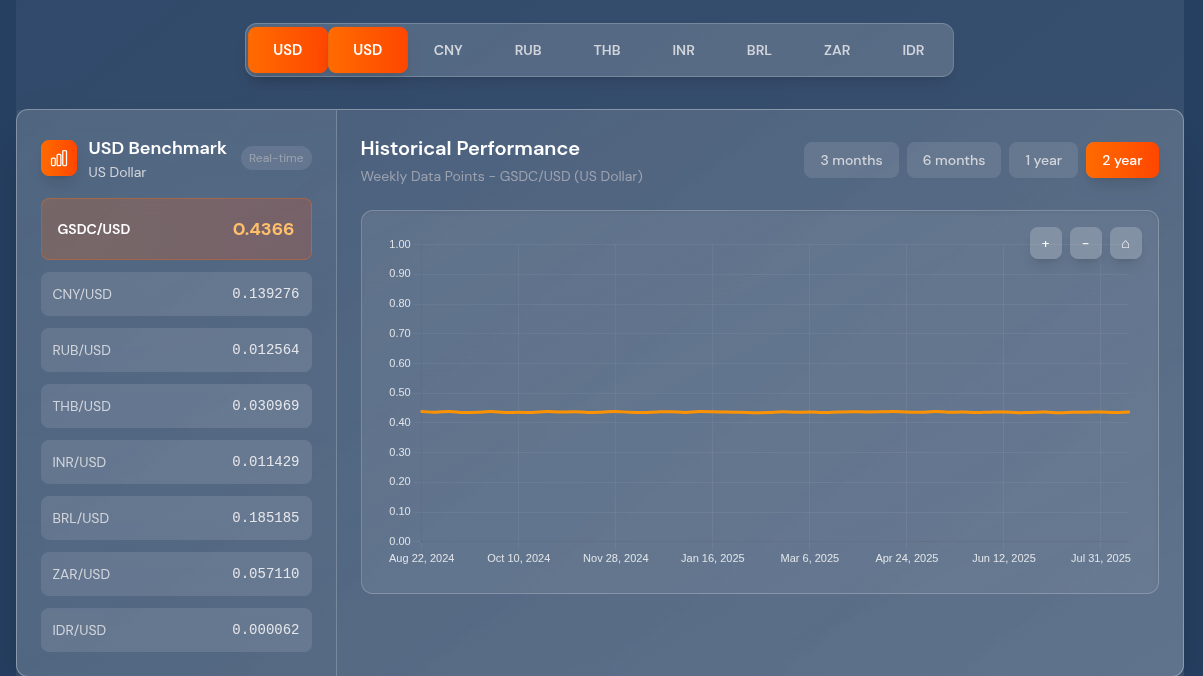 USD USD CNY RUB THB INR BRL ZAR IDR
USD Benchmark
US Dollar
Real-time
GSDC/USD 0.4366
CNY/USD 0.139276
RUB/USD 0.012564
THB/USD 0.030969
INR/USD 0.011429
BRL/USD 0.185185
ZAR/USD 0.057110
IDR/USD 0.000062
Historical Performance
Weekly Data Points – GSDC/USD (US Dollar)
3 months 6 months 1 year 2 year
+ − ⌂
1.00
0.90
0.80
0.70
0.60
0.50
0.40
0.30
0.20
0.10
0.00
Aug 22, 2024 Oct 10, 2024 Nov 28, 2024 Jan 16, 2025 Mar 6, 2025 Apr 24, 2025 Jun 12, 2025 Jul 31, 2025